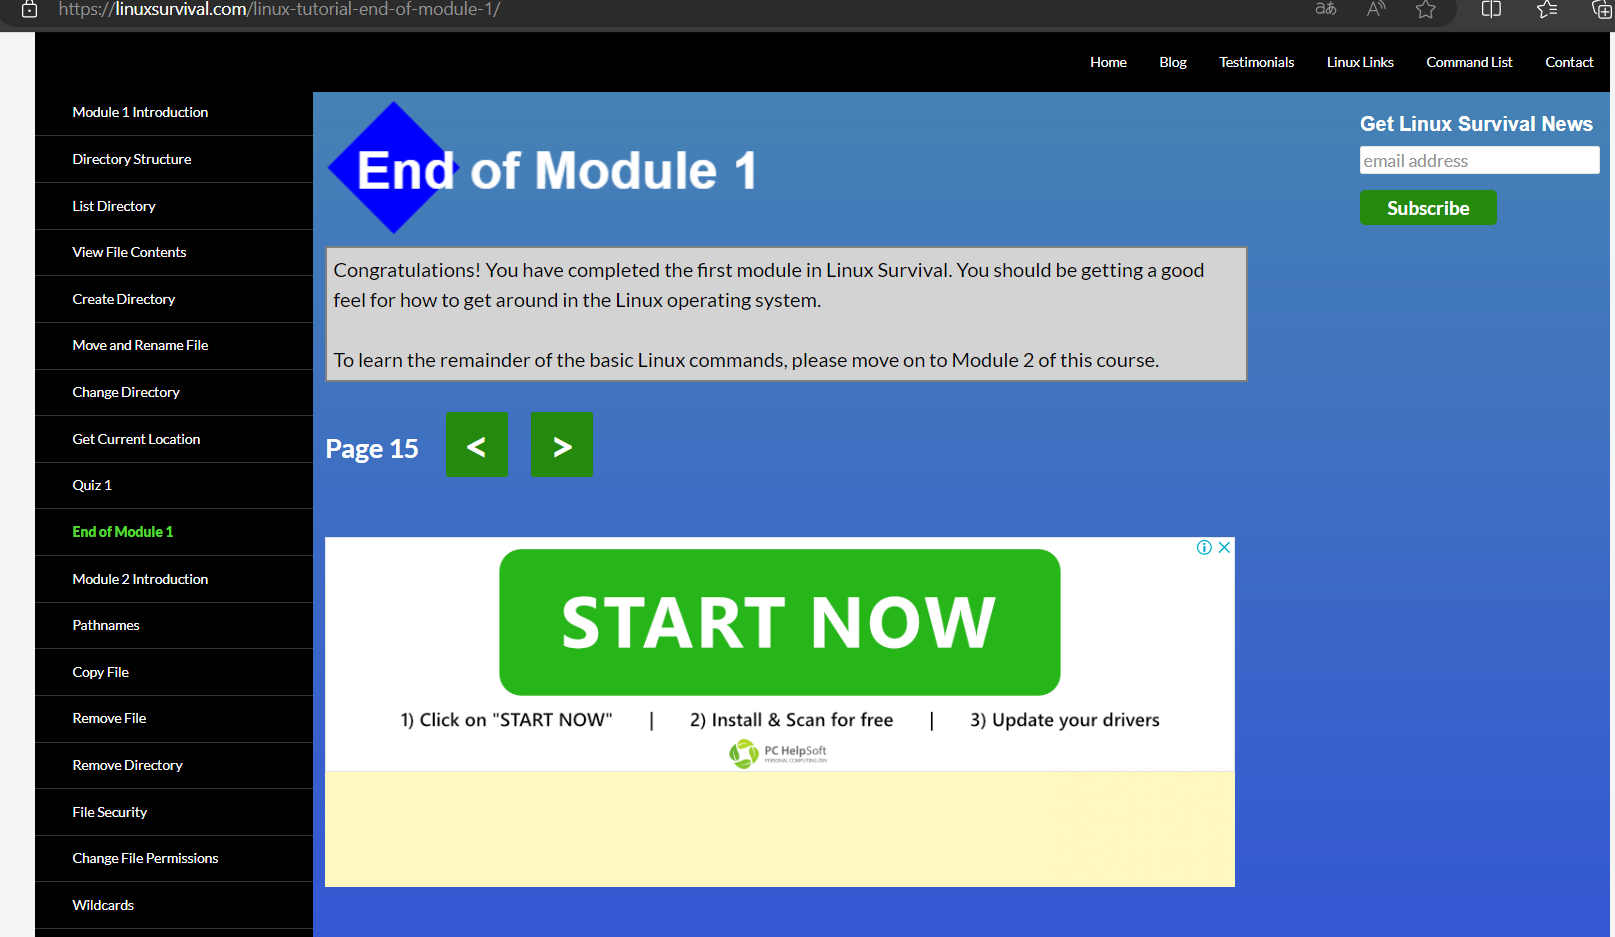 https://linuxsurvival.com/linux-tutorial-end-of-module-1/
Home Blog Testimonials Linux Links Command List Contact
Module 1 Introduction
Directory Structure
List Directory
View File Contents
Create Directory
Move and Rename File
Change Directory
Get Current Location
Quiz 1
End of Module 1
Module 2 Introduction
Pathnames
Copy File
Remove File
Remove Directory
File Security
Change File Permissions
Wildcards
End of Module 1
Congratulations! You have completed the first module in Linux Survival. You should be getting a good
feel for how to get around in the Linux operating system.
To learn the remainder of the basic Linux commands, please move on to Module 2 of this course.
Page 15 < >
START NOW
1) Click on "START NOW" | 2) Install & Scan for free | 3) Update your drivers
PC HelpSoft
PERSONAL COMPUTING ZEN
Get Linux Survival News
email address
Subscribe